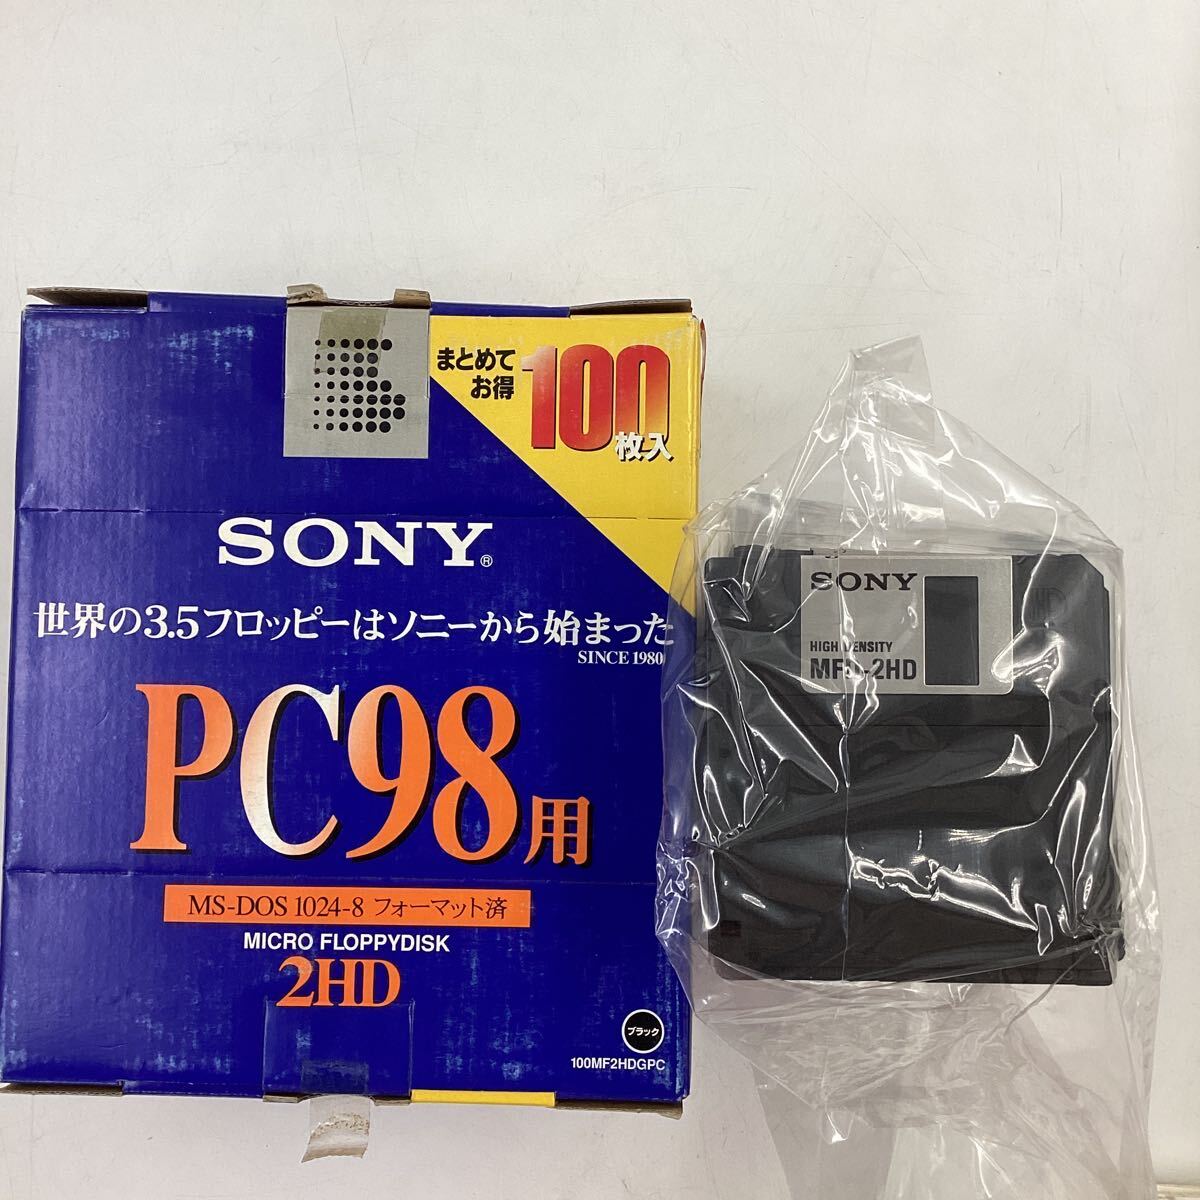 まとめて
お得
100
枚入
SONY®
世界の3.5フロッピーはソニーから始まった
SINCE 1980
PC98用
MS-DOS 1024-8 フォーマット済
MICRO FLOPPYDISK
2HD
ブラック
100MF2HDGPC
SONY
HIGH DENSITY
MFD-2HD
HD